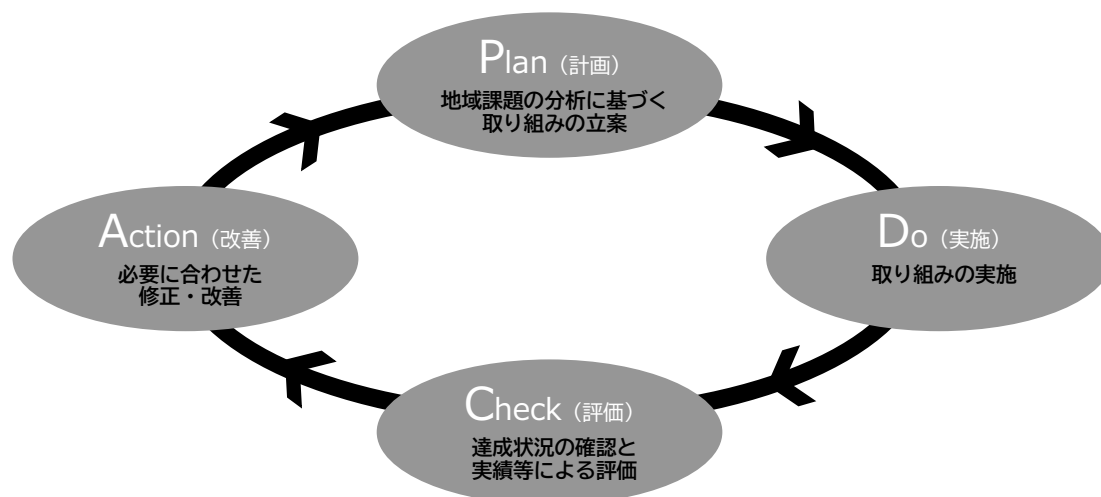 Plan（計画）
地域課題の分析に基づく
取り組みの立案
Action（改善）
必要に合わせた
修正・改善
Do（実施）
取り組みの実施
Check（評価）
達成状況の確認と
実績等による評価